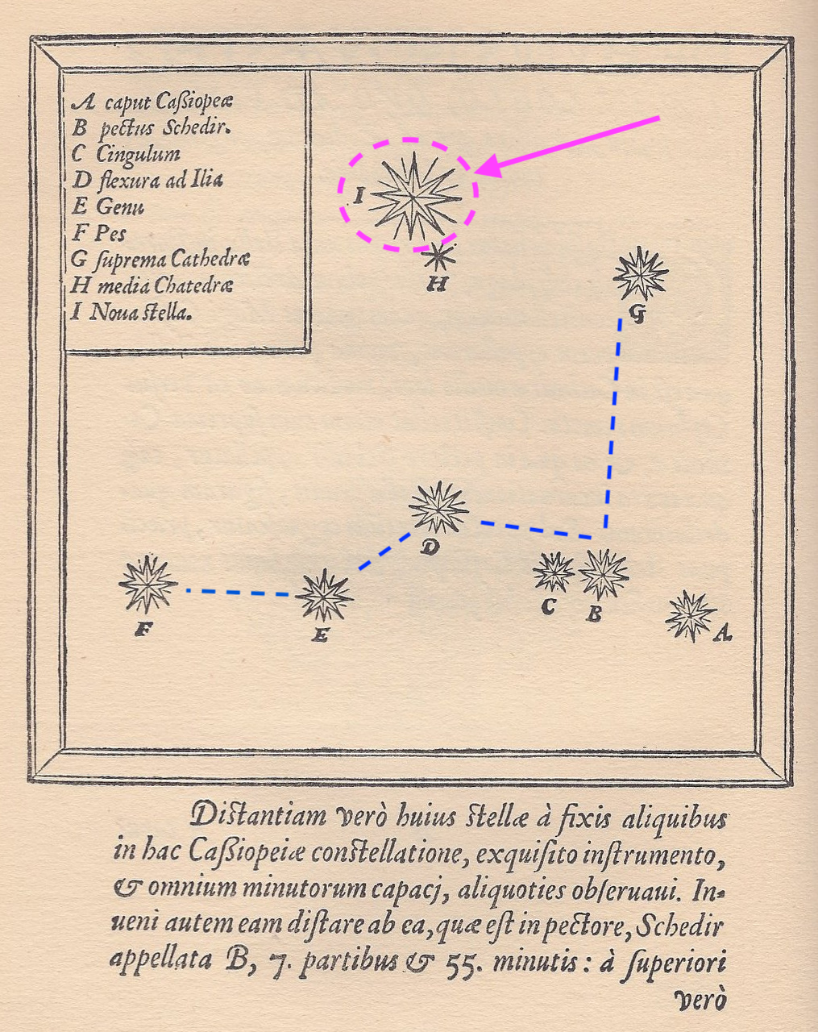 A caput Caſsiopeæ
B pectus Schedir.
C Cingulum
D flexura ad Ilia
E Genu
F Pes
G ſuprema Cathedræ
H media Chatedræ
I Noua stella.
I
H
G
D
C
B
F
E
A
Distantiam verò huius stellæ à fixis aliquibus
in hac Caſsiopeiæ constellatione, exquiſito inſtrumento,
& omnium minutorum capacj, aliquoties obſeruaui. In-
ueni autem eam diſtare ab ea, quæ eſt in pectore, Schedir
appellata B, 7. partibus & 55. minutis: à ſuperiori
verò